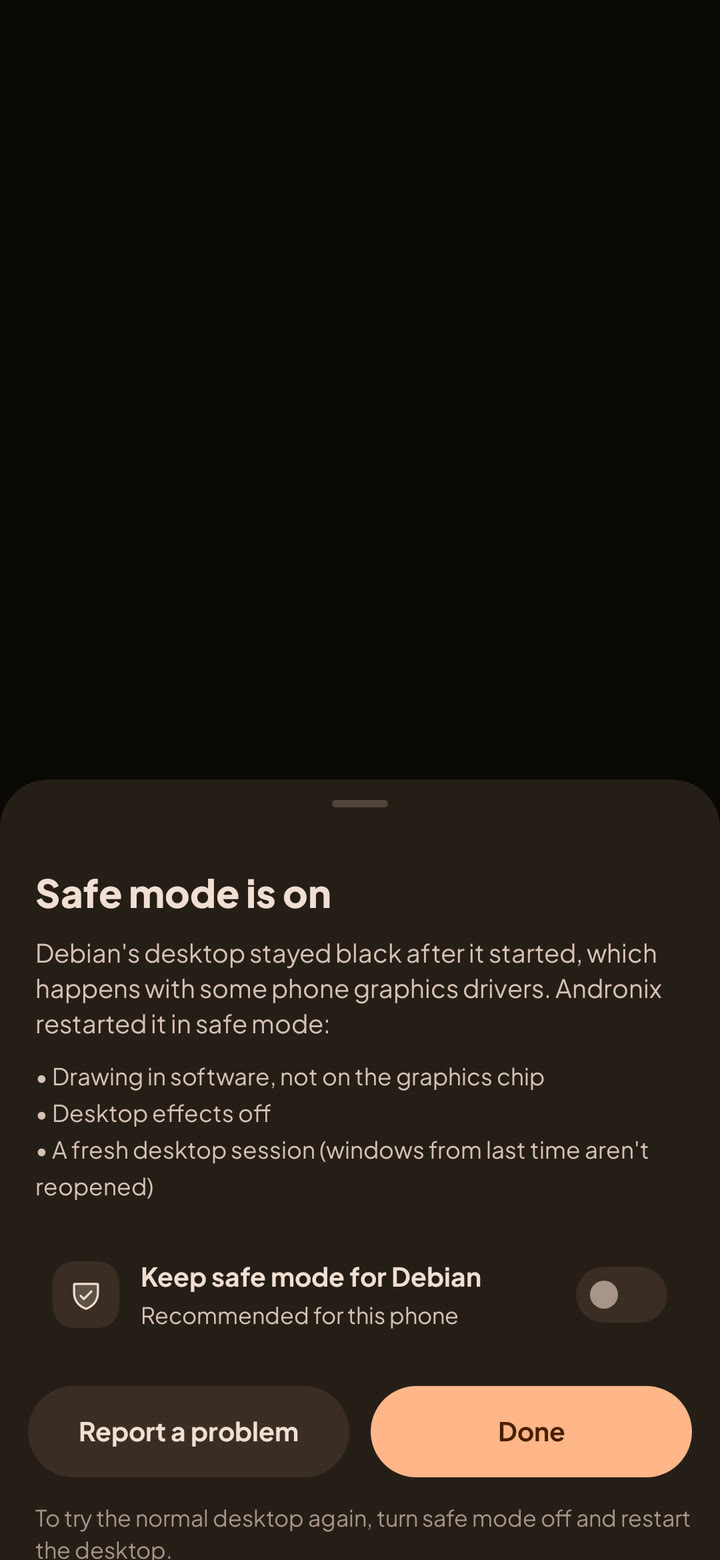 Safe mode is on
Debian's desktop stayed black after it started, which
happens with some phone graphics drivers. Andronix
restarted it in safe mode:
• Drawing in software, not on the graphics chip
• Desktop effects off
• A fresh desktop session (windows from last time aren't
reopened)
Keep safe mode for Debian
Recommended for this phone
Report a problem
Done
To try the normal desktop again, turn safe mode off and restart
the desktop.